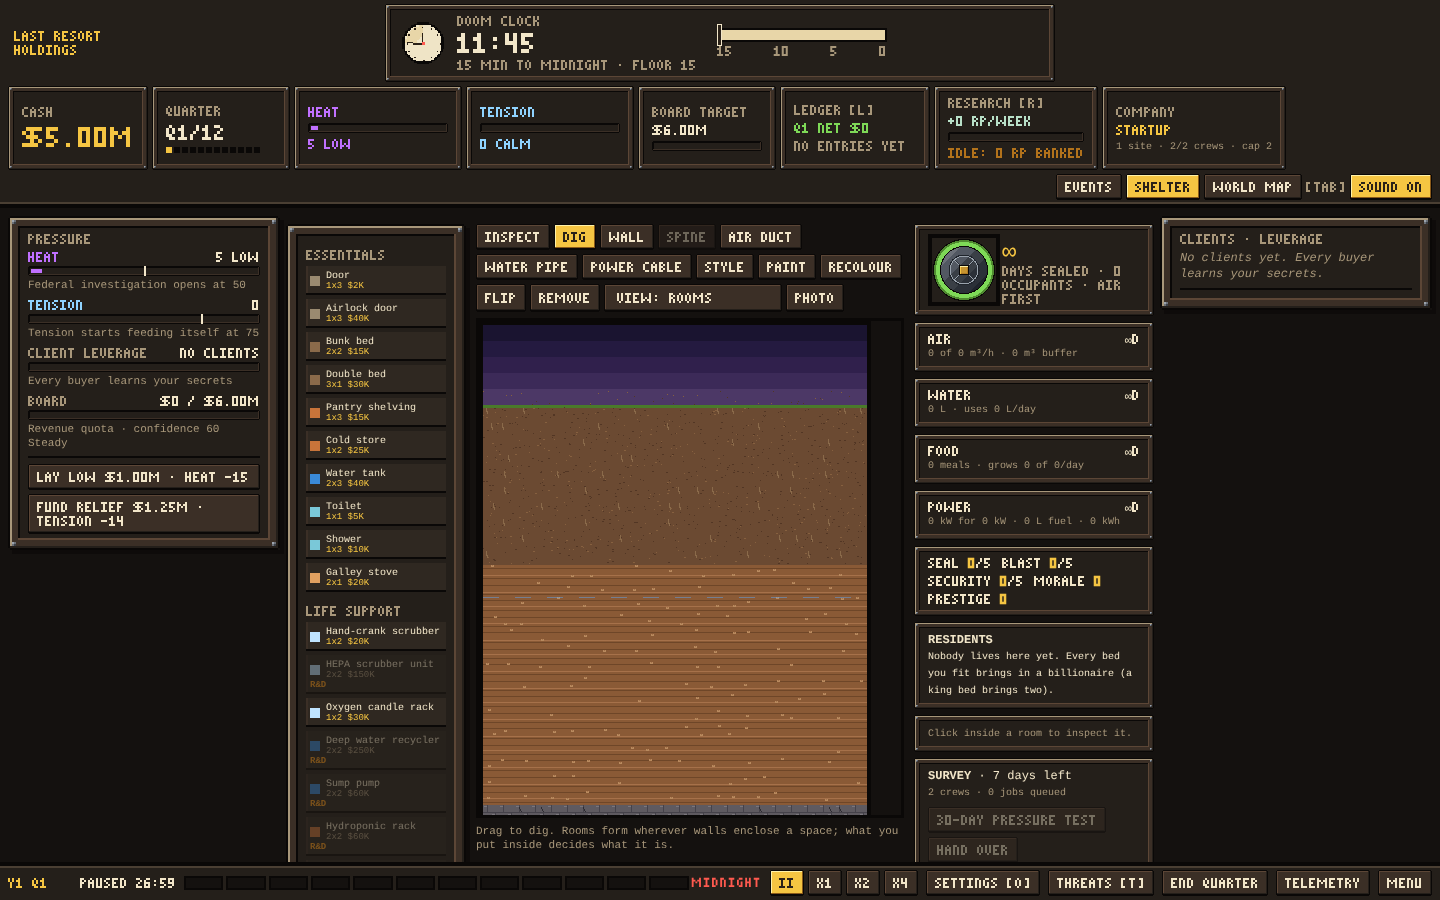 LAST RESORT
HOLDINGS
DOOM CLOCK
11:45
15 MIN TO MIDNIGHT · FLOOR 15
15 10 5 0
CASH
$5.00M
QUARTER
Q1/12
HEAT
5 LOW
TENSION
0 CALM
BOARD TARGET
$6.00M
LEDGER [L]
Q1 NET $0
NO ENTRIES YET
RESEARCH [R]
+0 RP/WEEK
IDLE: 0 RP BANKED
COMPANY
STARTUP
1 site · 2/2 crews · cap 2
EVENTS
SHELTER
WORLD MAP
[TAB]
SOUND ON
PRESSURE
HEAT 5 LOW
Federal investigation opens at 50
TENSION 0
Tension starts feeding itself at 75
CLIENT LEVERAGE NO CLIENTS
Every buyer learns your secrets
BOARD $0 / $6.00M
Revenue quota · confidence 60
Steady
LAY LOW $1.00M · HEAT -15
FUND RELIEF $1.25M ·
TENSION -14
ESSENTIALS
Door
1x3 $2K
Airlock door
1x3 $40K
Bunk bed
2x2 $15K
Double bed
3x1 $30K
Pantry shelving
1x3 $15K
Cold store
1x2 $25K
Water tank
2x3 $40K
Toilet
1x1 $5K
Shower
1x3 $10K
Galley stove
2x1 $20K
LIFE SUPPORT
Hand-crank scrubber
1x2 $20K
HEPA scrubber unit
2x2 $150K
R&D
Oxygen candle rack
1x2 $30K
Deep water recycler
2x2 $250K
R&D
Sump pump
2x2 $60K
R&D
Hydroponic rack
2x2 $60K
R&D
INSPECT
DIG
WALL
SPINE
AIR DUCT
WATER PIPE
POWER CABLE
STYLE
PAINT
RECOLOUR
FLIP
REMOVE
VIEW: ROOMS
PHOTO
Drag to dig. Rooms form wherever walls enclose a space; what you
put inside decides what it is.
∞
DAYS SEALED · 0
OCCUPANTS · AIR
FIRST
AIR ∞D
0 of 0 m³/h · 0 m³ buffer
WATER ∞D
0 L · uses 0 L/day
FOOD ∞D
0 meals · grows 0 of 0/day
POWER ∞D
0 kW for 0 kW · 0 L fuel · 0 kWh
SEAL 0/5 BLAST 0/5
SECURITY 0/5 MORALE 0
PRESTIGE 0
RESIDENTS
Nobody lives here yet. Every bed
you fit brings in a billionaire (a
king bed brings two).
Click inside a room to inspect it.
SURVEY · 7 days left
2 crews · 0 jobs queued
30-DAY PRESSURE TEST
HAND OVER
CLIENTS · LEVERAGE
No clients yet. Every buyer
learns your secrets.
Y1 Q1
PAUSED 26:59
MIDNIGHT
II
X1
X2
X4
SETTINGS [O]
THREATS [T]
END QUARTER
TELEMETRY
MENU